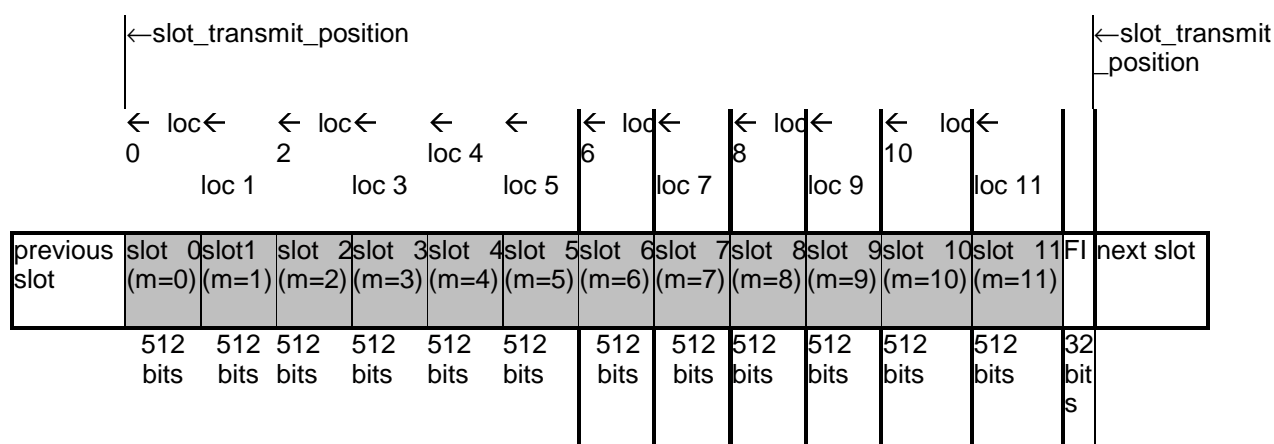 ←slot_transmit_position ←slot_transmit
_position
← loc← ← loc← ← ← ← loc← ← loc← ← loc←
0 2 loc 4 6 8 10
loc 1 loc 3 loc 5 loc 7 loc 9 loc 11
previous slot 0 slot1 slot 2 slot 3 slot 4 slot 5 slot 6 slot 7 slot 8 slot 9 slot 10 slot 11 FI next slot
slot (m=0) (m=1) (m=2) (m=3) (m=4) (m=5) (m=6) (m=7) (m=8) (m=9) (m=10) (m=11)
512 512 512 512 512 512 512 512 512 512 512 512 32
bits bits bits bits bits bits bits bits bits bits bits bits bit
s